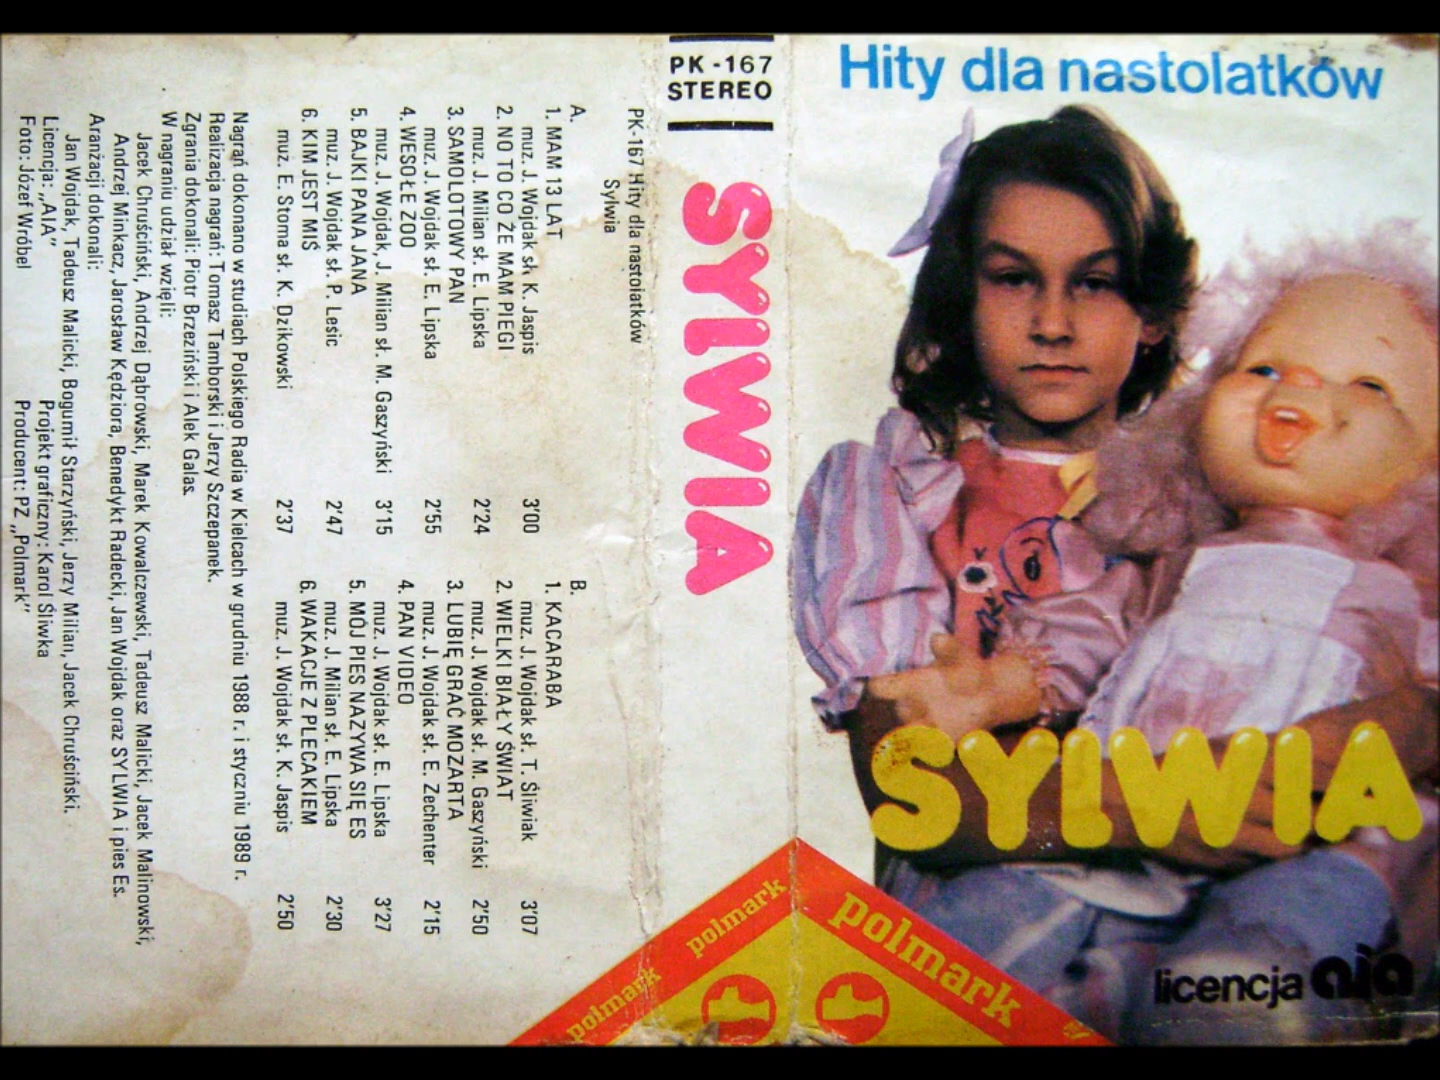 Hity dla nastolatków
SYLWIA
licencja aia
polmark
PK-167
STEREO
SYLWIA
polmark
polmark
PK-167 Hity dla nastolatków
Sylwia
A.
1. MAM 13 LAT
muz. J. Wojdak sł. K. Jaspis 3'00
2. NO TO CO ŻE MAM PIEGI
muz. J. Milian sł. E. Lipska 2'24
3. SAMOLOTOWY PAN
muz. J. Wojdak sł. E. Lipska 2'55
4. WESOŁE ZOO
muz. J. Wojdak, J. Milian sł. M. Gaszyński 3'15
5. BAJKI PANA JANA
muz. J. Wojdak sł. P. Lesic 2'47
6. KIM JEST MIŚ
muz. E. Stoma sł. K. Dzikowski 2'37
B.
1. KACARABA
muz. J. Wojdak sł. T. Śliwiak 3'07
2. WIELKI BIAŁY ŚWIAT
muz. J. Wojdak sł. M. Gaszyński 2'50
3. LUBIĘ GRAĆ MOZARTA
muz. J. Wojdak sł. E. Zechenter 2'15
4. PAN VIDEO
muz. J. Wojdak sł. E. Lipska 3'27
5. MÓJ PIES NAZYWA SIĘ ES
muz. J. Milian sł. E. Lipska 2'30
6. WAKACJE Z PLECAKIEM
muz. J. Wojdak sł. K. Jaspis 2'50
Nagrań dokonano w studiach Polskiego Radia w Kielcach w grudniu 1988 r. i styczniu 1989 r.
Realizacja nagrań: Tomasz Tamborski i Jerzy Szczepanek.
Zgrania dokonali: Piotr Brzeziński i Alek Galas.
W nagraniu udział wzięli:
Jacek Chruściński, Andrzej Dąbrowski, Marek Kowalczewski, Tadeusz Malicki, Jacek Malinowski,
Andrzej Minkacz, Jarosław Kędziora, Benedykt Radecki, Jan Wojdak oraz SYLWIA i pies Es.
Aranżacji dokonali:
Jan Wojdak, Tadeusz Malicki, Bogumił Starzyński, Jerzy Milian, Jacek Chruściński.
Licencja: „AIA" Projekt graficzny: Karol Śliwka
Foto: Józef Wróbel Producent: PZ „Polmark"